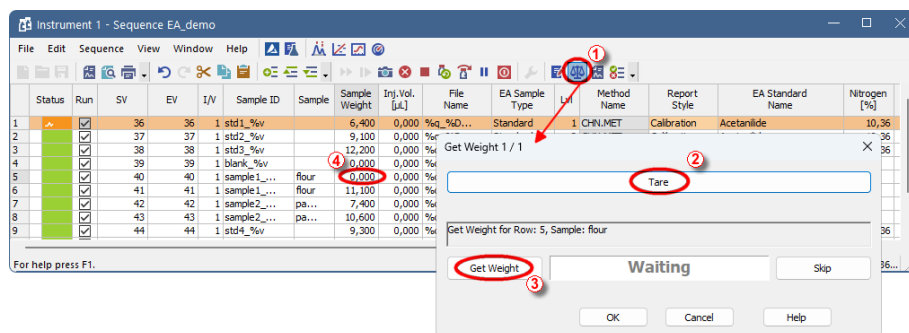 Instrument 1 - Sequence EA_demo
File Edit Sequence View Window Help
1
Status Run SV EV I/V Sample ID Sample Sample Weight Inj.Vol. [µL] File Name EA Sample Type Lvl Method Name Report Style EA Standard Name Nitrogen [%]
1 36 36 1 std1_%v 6,400 0,000 %q_%D... Standard 1 CHN.MET Calibration Acetanilide 10,36
2 37 37 1 std2_%v 9,100 0,000
3 38 38 1 std3_%v 12,200 0,000
4 39 39 1 blank_%v 0,000 0,000
5 40 40 1 sample1_... flour 0,000 0,000
6 41 41 1 sample1_... flour 11,100 0,000
7 42 42 1 sample2_... pa... 7,400 0,000
8 43 43 1 sample2_... pa... 10,600 0,000
9 44 44 1 std4_%v 9,300 0,000
4
For help press F1.
Get Weight 1 / 1
2
Tare
Get Weight for Row: 5, Sample: flour
Get Weight
Waiting
Skip
3
OK
Cancel
Help